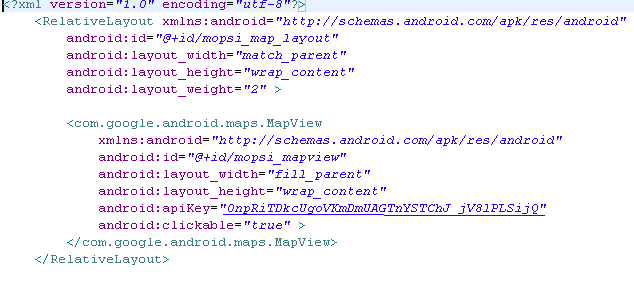 <?xml version="1.0" encoding="utf-8"?>
<RelativeLayout xmlns:android="http://schemas.android.com/apk/res/android"
android:id="@+id/mopsi_map_layout"
android:layout_width="match_parent"
android:layout_height="wrap_content"
android:layout_weight="2" >
<com.google.android.maps.MapView
xmlns:android="http://schemas.android.com/apk/res/android"
android:id="@+id/mopsi_mapview"
android:layout_width="fill_parent"
android:layout_height="wrap_content"
android:apiKey="0npRiTDkcUgoVKmDmUAGTnYSTChJ_jV8lPLSijQ"
android:clickable="true" >
</com.google.android.maps.MapView>
</RelativeLayout>